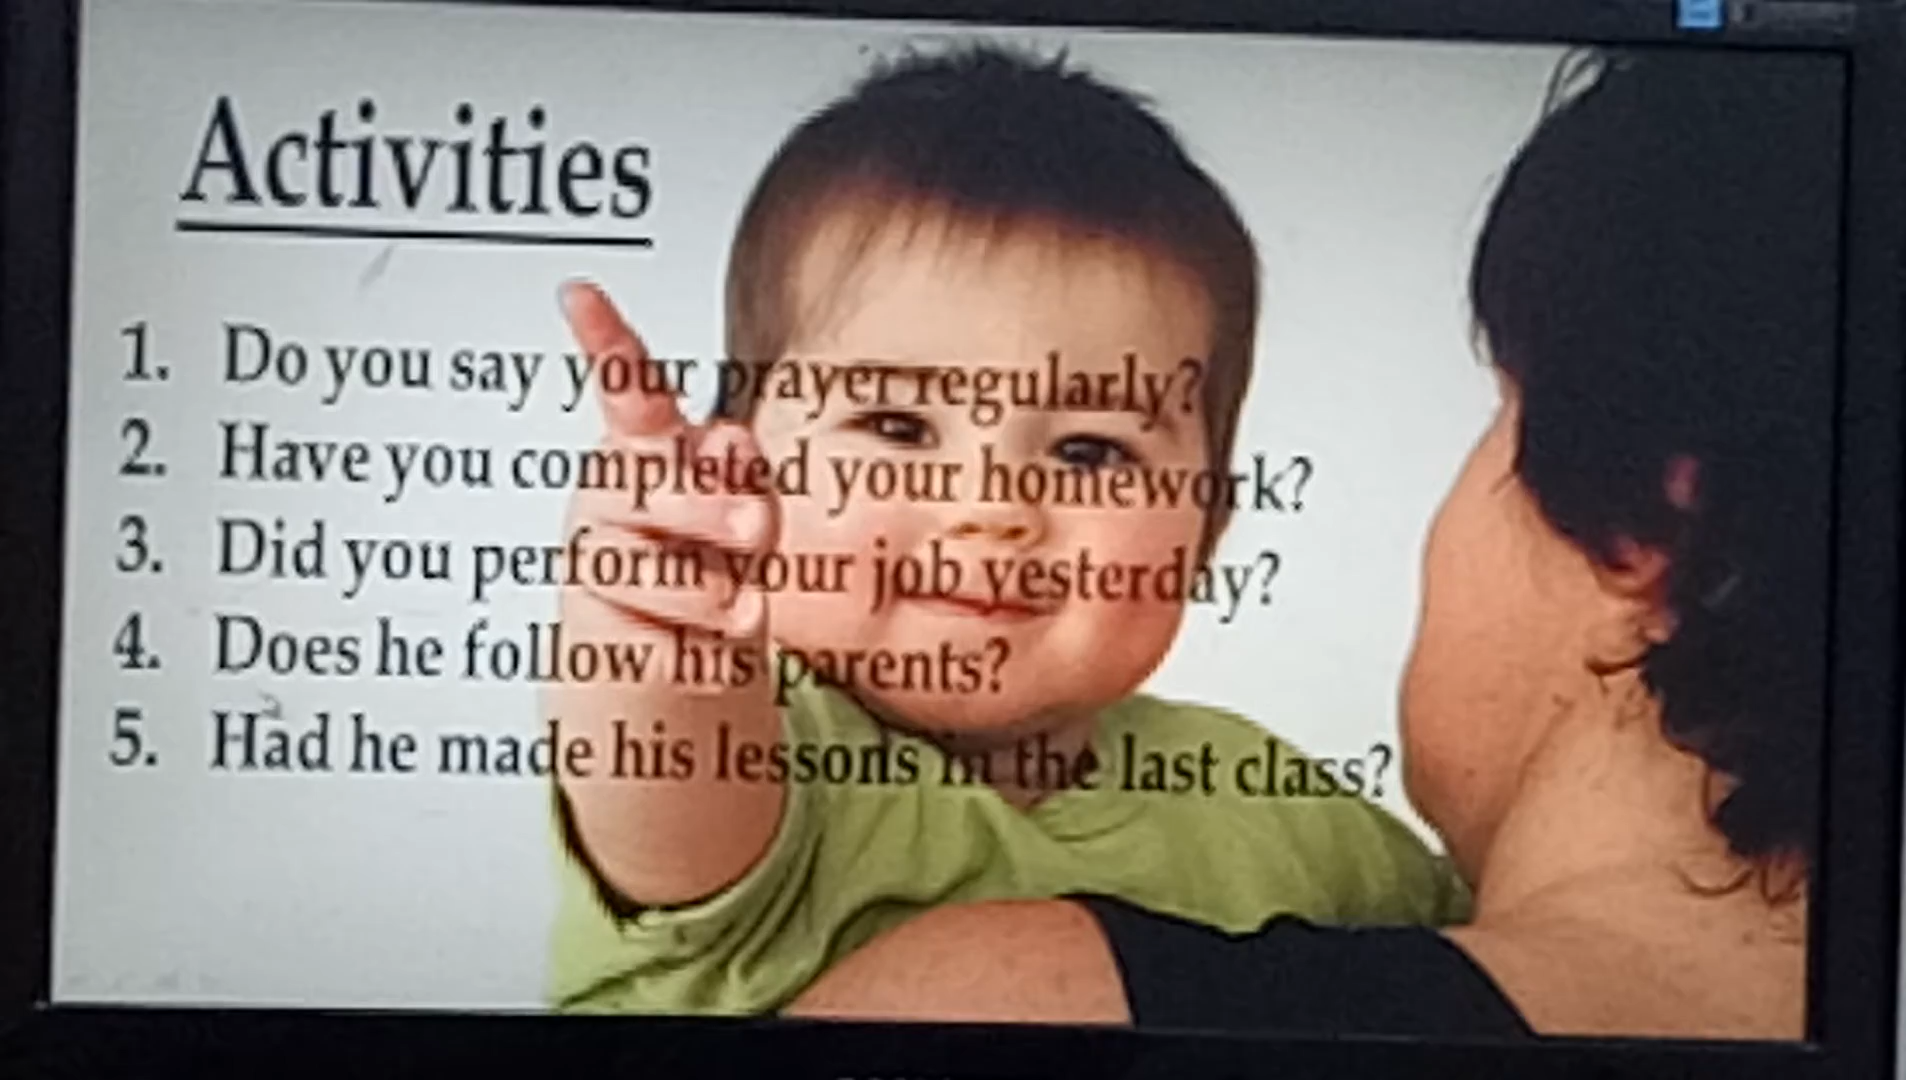 Activities
1. Do you say your prayer regularly?
2. Have you completed your homework?
3. Did you perform your job yesterday?
4. Does he follow his parents?
5. Had he made his lessons in the last class?